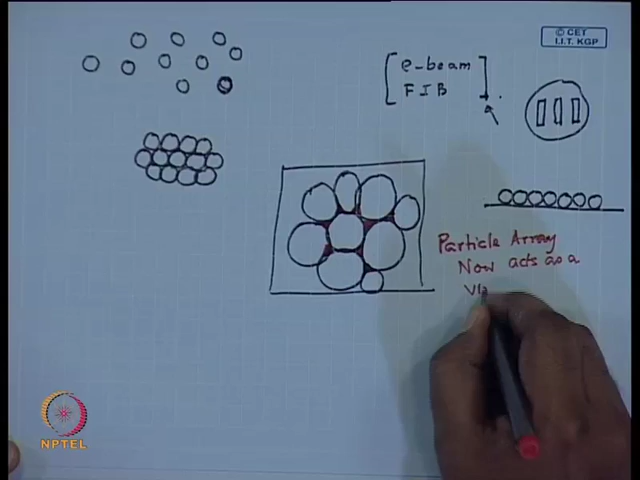 © CET
I.I.T. KGP
e-beam
FIB
Particle Array
Now acts as a
NPTEL